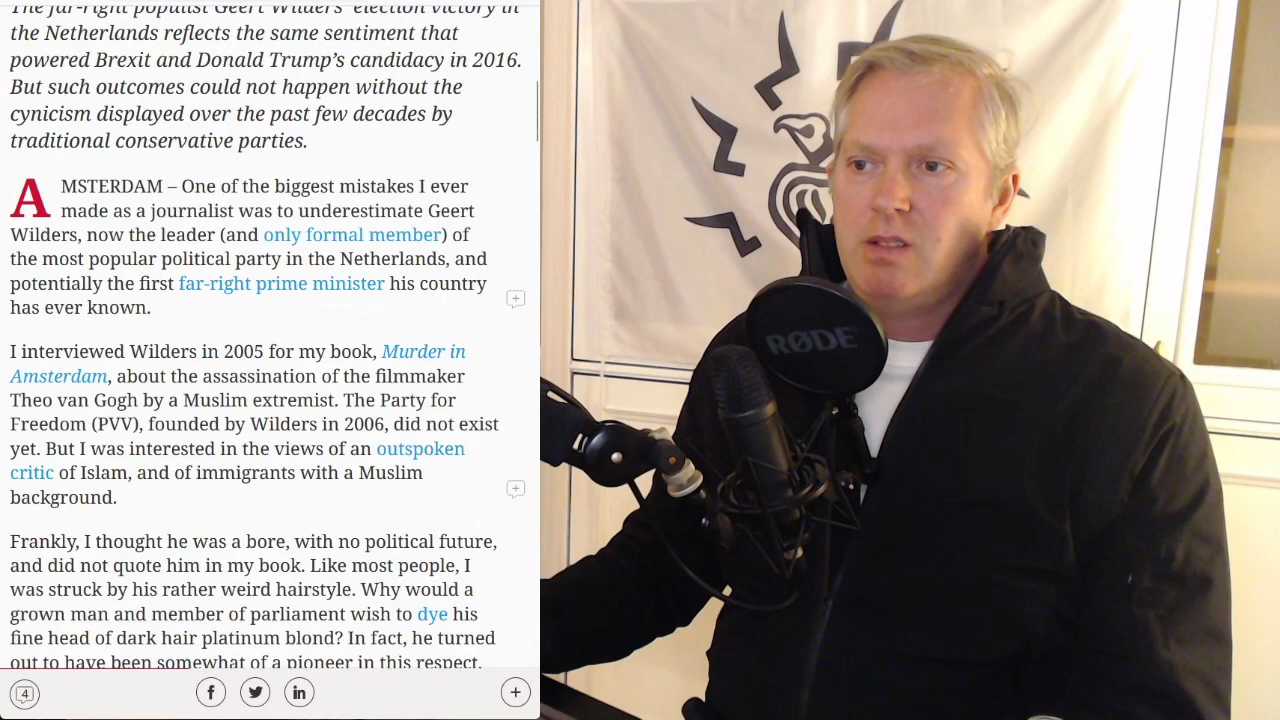 The far-right populist Geert Wilders' election victory in
the Netherlands reflects the same sentiment that
powered Brexit and Donald Trump’s candidacy in 2016.
But such outcomes could not happen without the
cynicism displayed over the past few decades by
traditional conservative parties.
AMSTERDAM – One of the biggest mistakes I ever
made as a journalist was to underestimate Geert
Wilders, now the leader (and only formal member) of
the most popular political party in the Netherlands, and
potentially the first far-right prime minister his country
has ever known.
I interviewed Wilders in 2005 for my book, Murder in
Amsterdam, about the assassination of the filmmaker
Theo van Gogh by a Muslim extremist. The Party for
Freedom (PVV), founded by Wilders in 2006, did not exist
yet. But I was interested in the views of an outspoken
critic of Islam, and of immigrants with a Muslim
background.
Frankly, I thought he was a bore, with no political future,
and did not quote him in my book. Like most people, I
was struck by his rather weird hairstyle. Why would a
grown man and member of parliament wish to dye his
fine head of dark hair platinum blond? In fact, he turned
out to have been somewhat of a pioneer in this respect.
4
RØDE